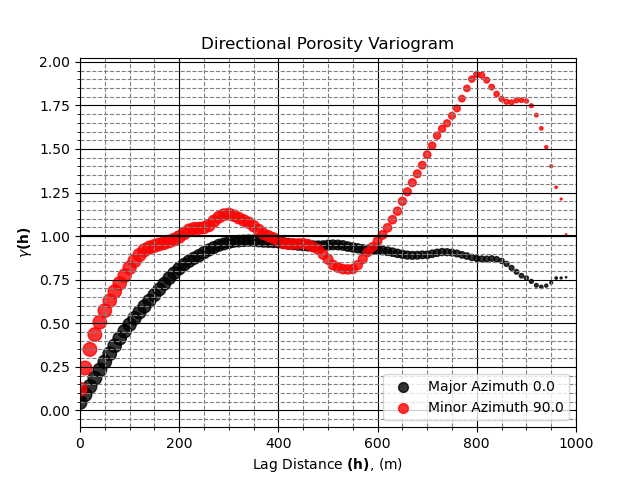 Directional Porosity Variogram
2.00
1.75
1.50
1.25
1.00
0.75
0.50
0.25
0.00
γ(h)
Major Azimuth 0.0
Minor Azimuth 90.0
0 200 400 600 800 1000
Lag Distance (h), (m)